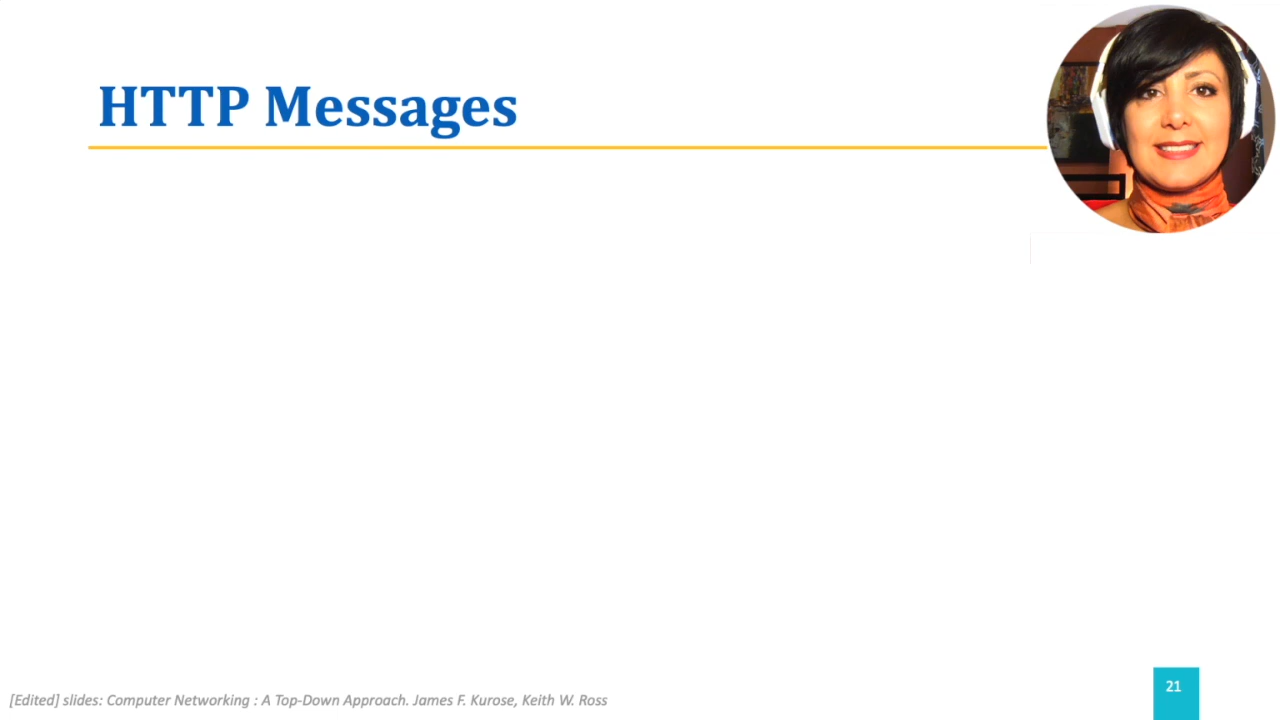 HTTP Messages
[Edited] slides: Computer Networking : A Top-Down Approach. James F. Kurose, Keith W. Ross
21